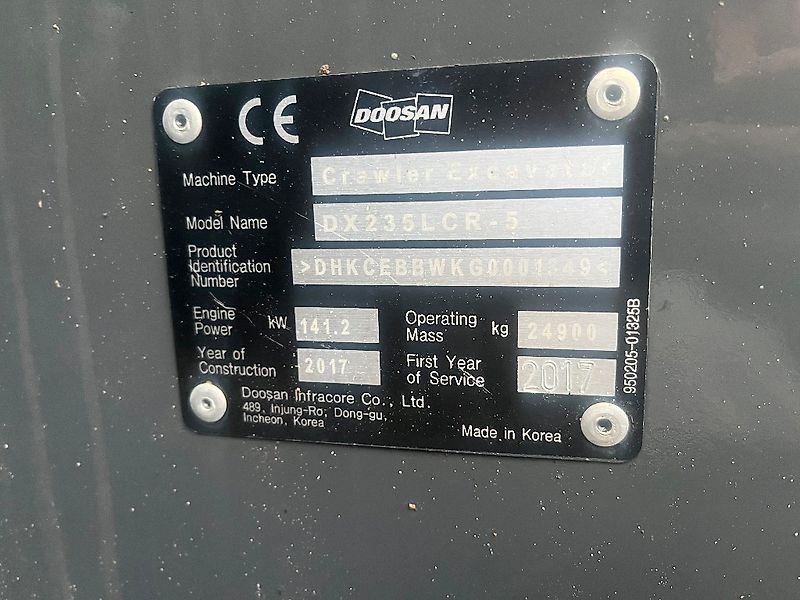 CE DOOSAN
Machine Type Crawler Excavator
Model Name DX235LCR-5
Product
Identification >DHKCEBBWKG0001349<
Number
Engine
Power kW 141.2
Operating
Mass kg 24900
Year of
Construction 2017
First Year
of Service 2017
Doosan Infracore Co., Ltd.
489, Injung-Ro, Dong-gu,
Incheon, Korea
Made in Korea
950205-01325B